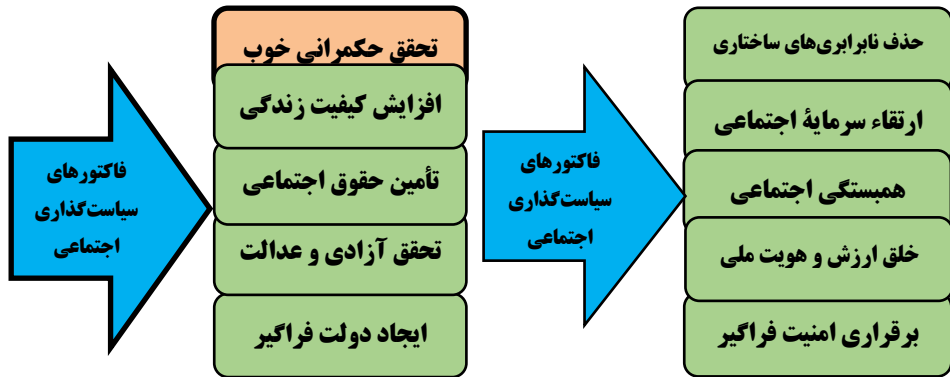 فاکتورهای
سیاست‌گذاری
اجتماعی
تحقق حکمرانی خوب
افزایش کیفیت زندگی
تأمین حقوق اجتماعی
تحقق آزادی و عدالت
ایجاد دولت فراگیر
فاکتورهای
سیاست‌گذاری
اجتماعی
حذف نابرابری‌های ساختاری
ارتقاء سرمایۀ اجتماعی
همبستگی اجتماعی
خلق ارزش و هویت ملی
برقراری امنیت فراگیر